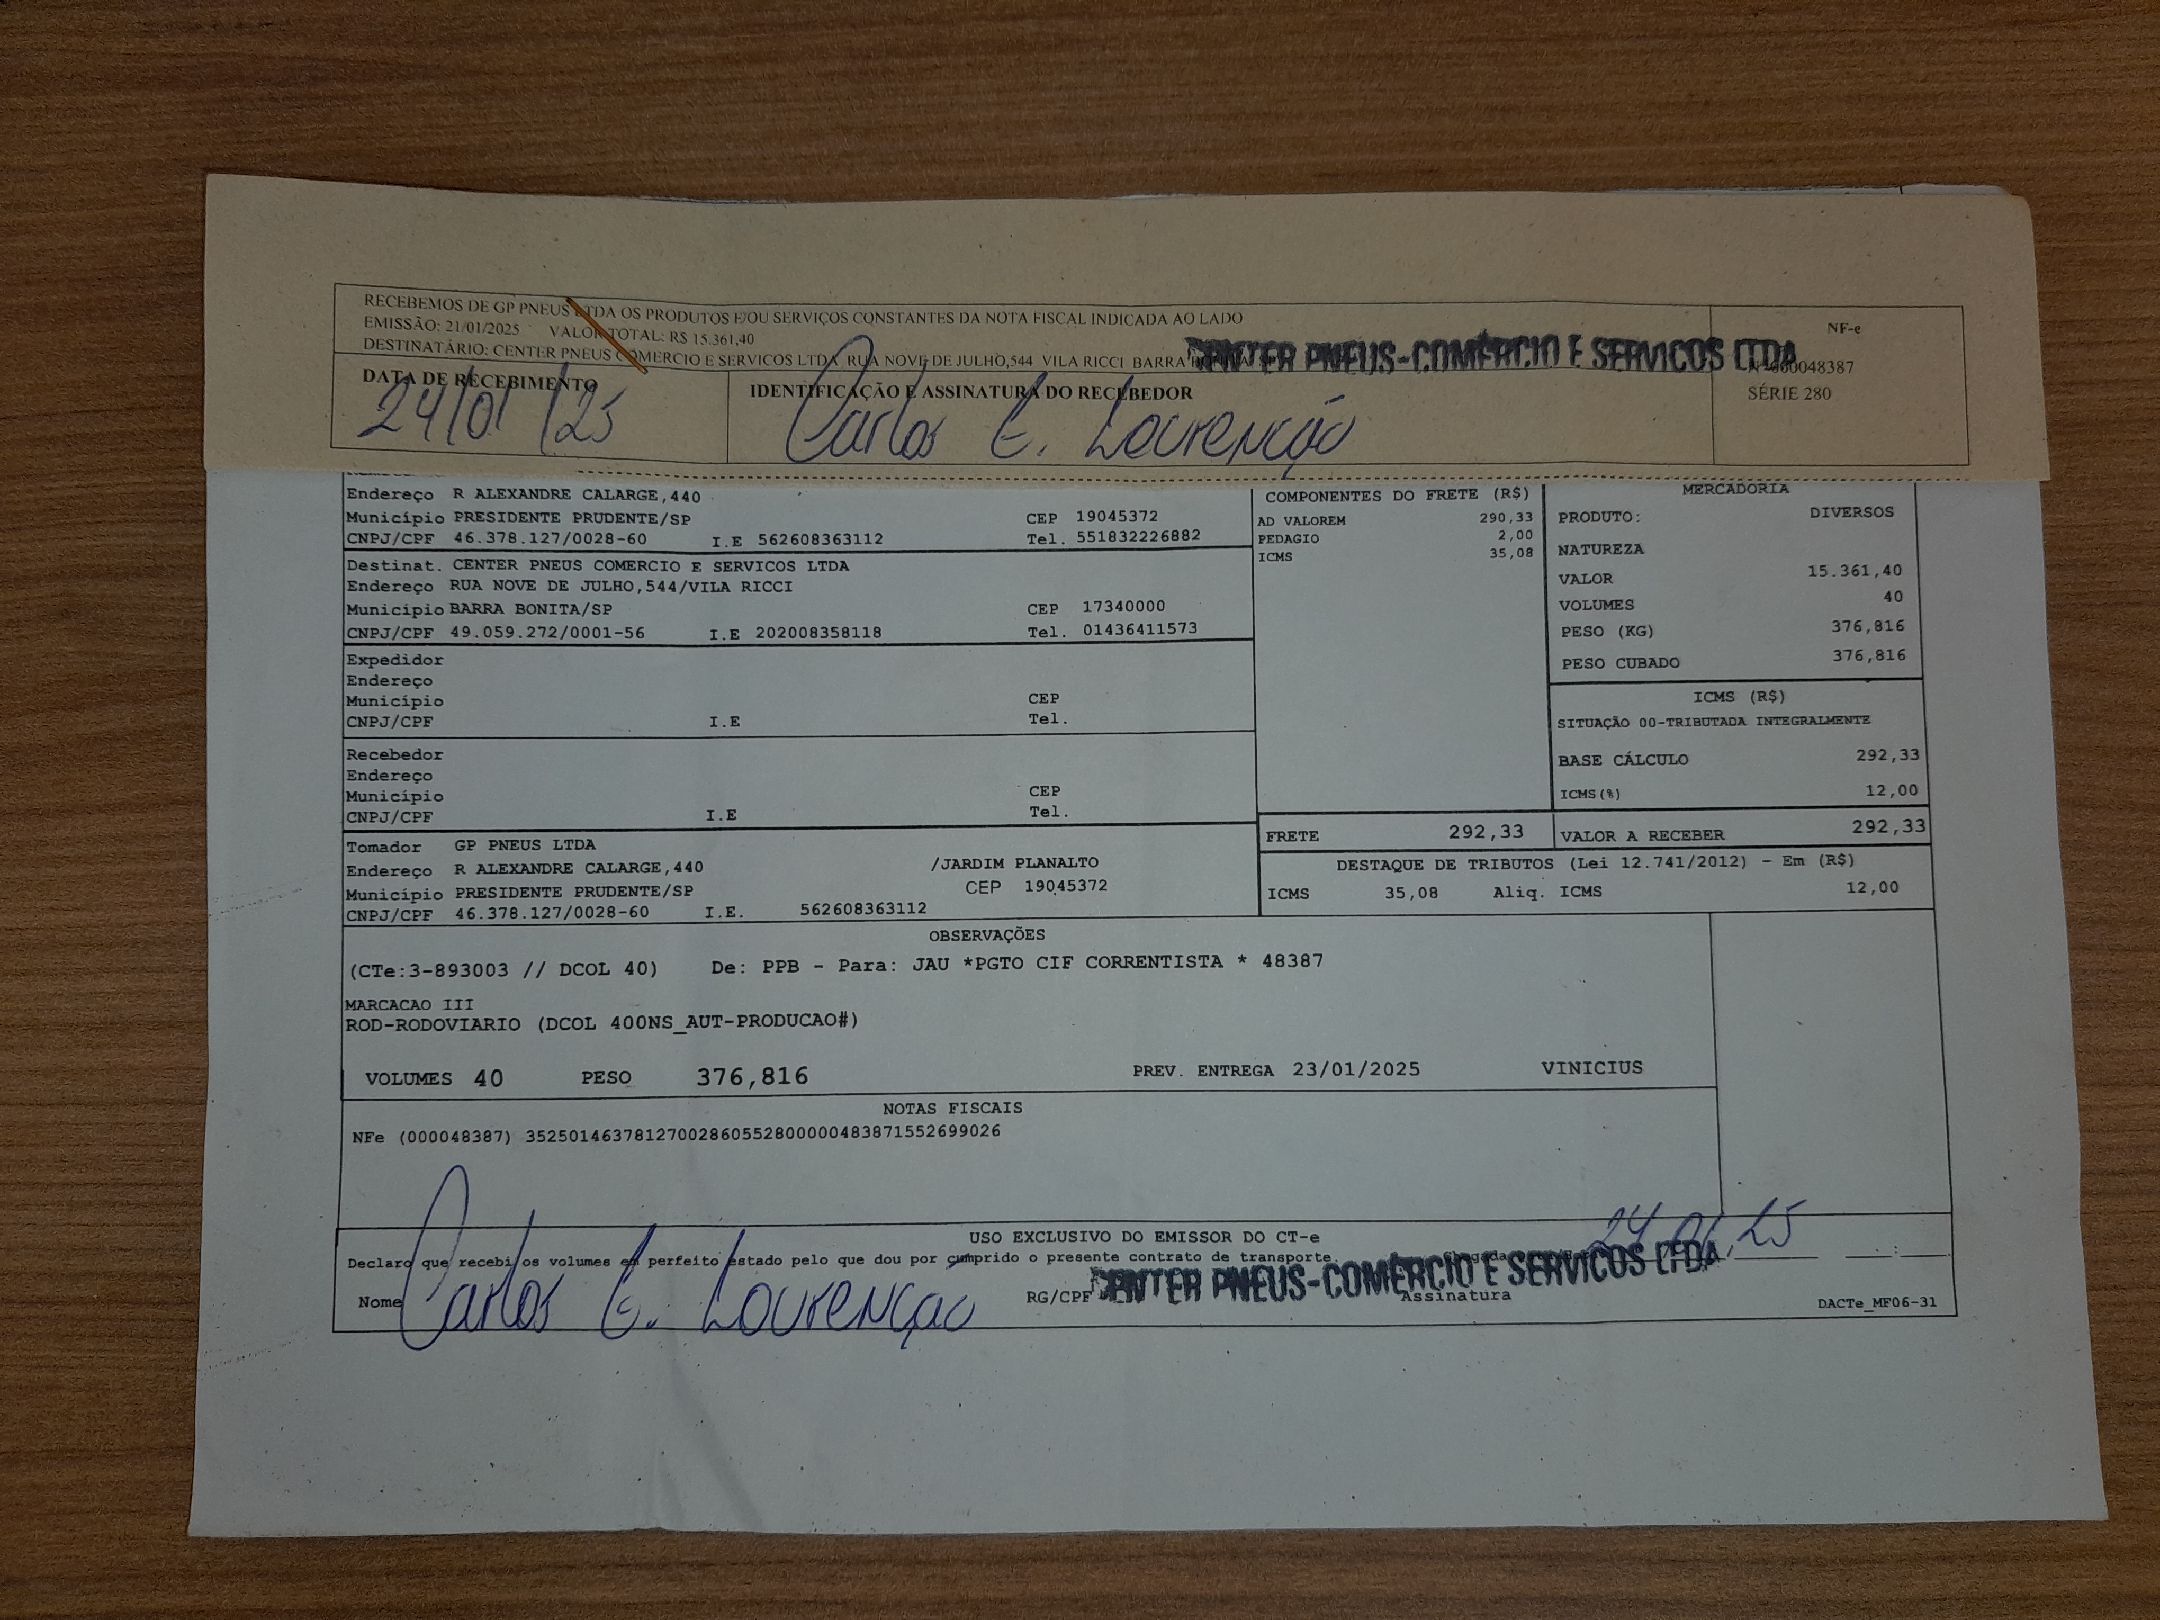 RECEBEMOS DE GP PNEUS LTDA OS PRODUTOS E/OU SERVIÇOS CONSTANTES DA NOTA FISCAL INDICADA AO LADO
EMISSÃO: 21/01/2025 VALOR TOTAL: R$ 15.361,40
DESTINATÁRIO: CENTER PNEUS COMERCIO E SERVICOS LTDA RUA NOVE DE JULHO,544 VILA RICCI BARRA
CENTER PNEUS-COMÉRCIO E SERVICOS LTDA
NF-e
Nº 000048387
SÉRIE 280
DATA DE RECEBIMENTO
24/01/25
IDENTIFICAÇÃO E ASSINATURA DO RECEBEDOR
Carlos E. Lourenção
Endereço R ALEXANDRE CALARGE,440
Município PRESIDENTE PRUDENTE/SP CEP 19045372
CNPJ/CPF 46.378.127/0028-60 I.E 562608363112 Tel. 551832226882
Destinat. CENTER PNEUS COMERCIO E SERVICOS LTDA
Endereço RUA NOVE DE JULHO,544/VILA RICCI
Município BARRA BONITA/SP CEP 17340000
CNPJ/CPF 49.059.272/0001-56 I.E 202008358118 Tel. 01436411573
Expedidor
Endereço
Município CEP
CNPJ/CPF I.E Tel.
Recebedor
Endereço
Município CEP
CNPJ/CPF I.E Tel.
Tomador GP PNEUS LTDA
Endereço R ALEXANDRE CALARGE,440 /JARDIM PLANALTO
Município PRESIDENTE PRUDENTE/SP CEP 19045372
CNPJ/CPF 46.378.127/0028-60 I.E. 562608363112
COMPONENTES DO FRETE (R$)
AD VALOREM 290,33
PEDAGIO 2,00
ICMS 35,08
MERCADORIA
PRODUTO: DIVERSOS
NATUREZA
VALOR 15.361,40
VOLUMES 40
PESO (KG) 376,816
PESO CUBADO 376,816
ICMS (R$)
SITUAÇÃO 00-TRIBUTADA INTEGRALMENTE
BASE CÁLCULO 292,33
ICMS(%) 12,00
FRETE 292,33 VALOR A RECEBER 292,33
DESTAQUE DE TRIBUTOS (Lei 12.741/2012) - Em (R$)
ICMS 35,08 Aliq. ICMS 12,00
OBSERVAÇÕES
(CTe:3-893003 // DCOL 40) De: PPB - Para: JAU *PGTO CIF CORRENTISTA * 48387
MARCACAO III
ROD-RODOVIARIO (DCOL 400NS_AUT-PRODUCAO#)
VOLUMES 40 PESO 376,816 PREV. ENTREGA 23/01/2025 VINICIUS
NOTAS FISCAIS
NFe (000048387) 35250146378127002860552800000483871552699026
USO EXCLUSIVO DO EMISSOR DO CT-e
24,01,25
Declaro que recebi os volumes em perfeito estado pelo que dou por cumprido o presente contrato de transporte.
CENTER PNEUS-COMÉRCIO E SERVICOS LTDA
Nome Carlos E. Lourenção RG/CPF Assinatura
DACTe_MF06-31